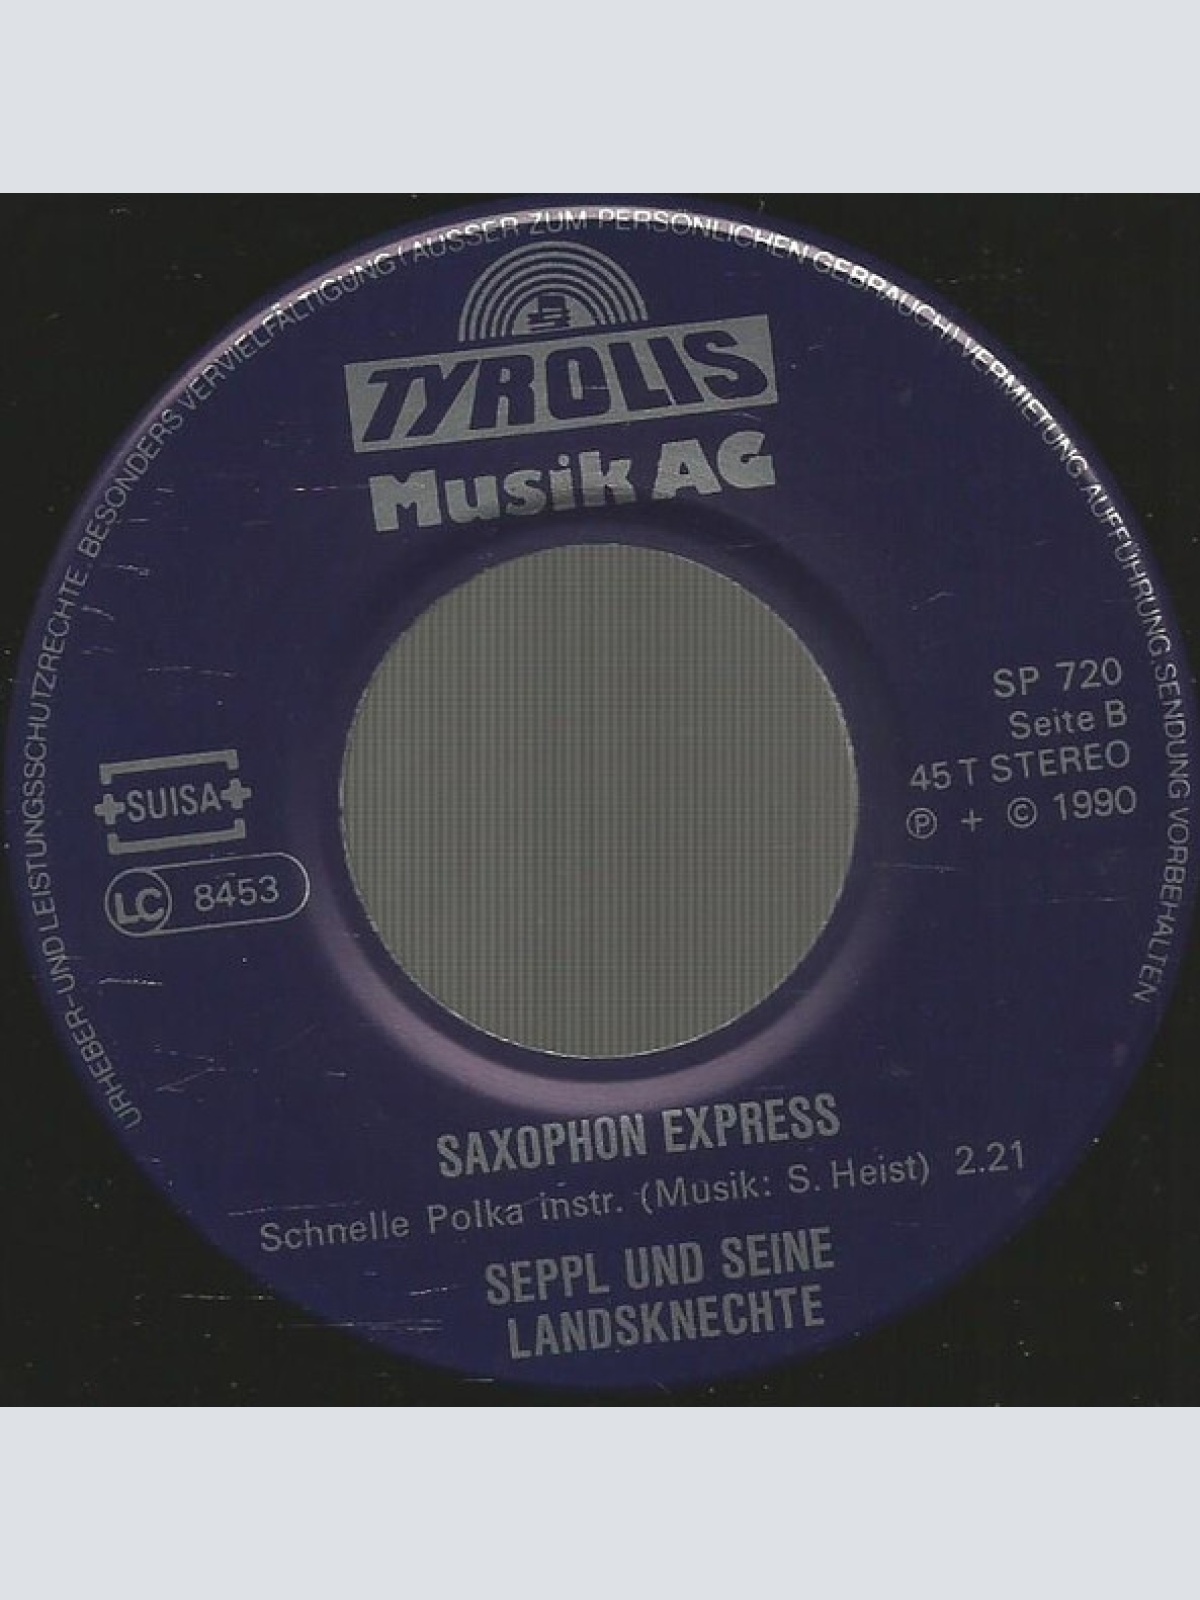 URHEBER-UND LEISTUNGSSCHUTZRECHTE. BESONDERS VERVIELFÄLTIGUNG (AUSSER ZUM PERSÖNLICHEN GEBRAUCH) VERMIETUNG AUFFÜHRUNG. SENDUNG VORBEHALTEN
TYROLIS
Musik AG
SP 720
Seite B
45 T STEREO
Ⓟ + © 1990
SUISA
LC 8453
SAXOPHON EXPRESS
Schnelle Polka instr. (Musik: S. Heist) 2.21
SEPPL UND SEINE
LANDSKNECHTE